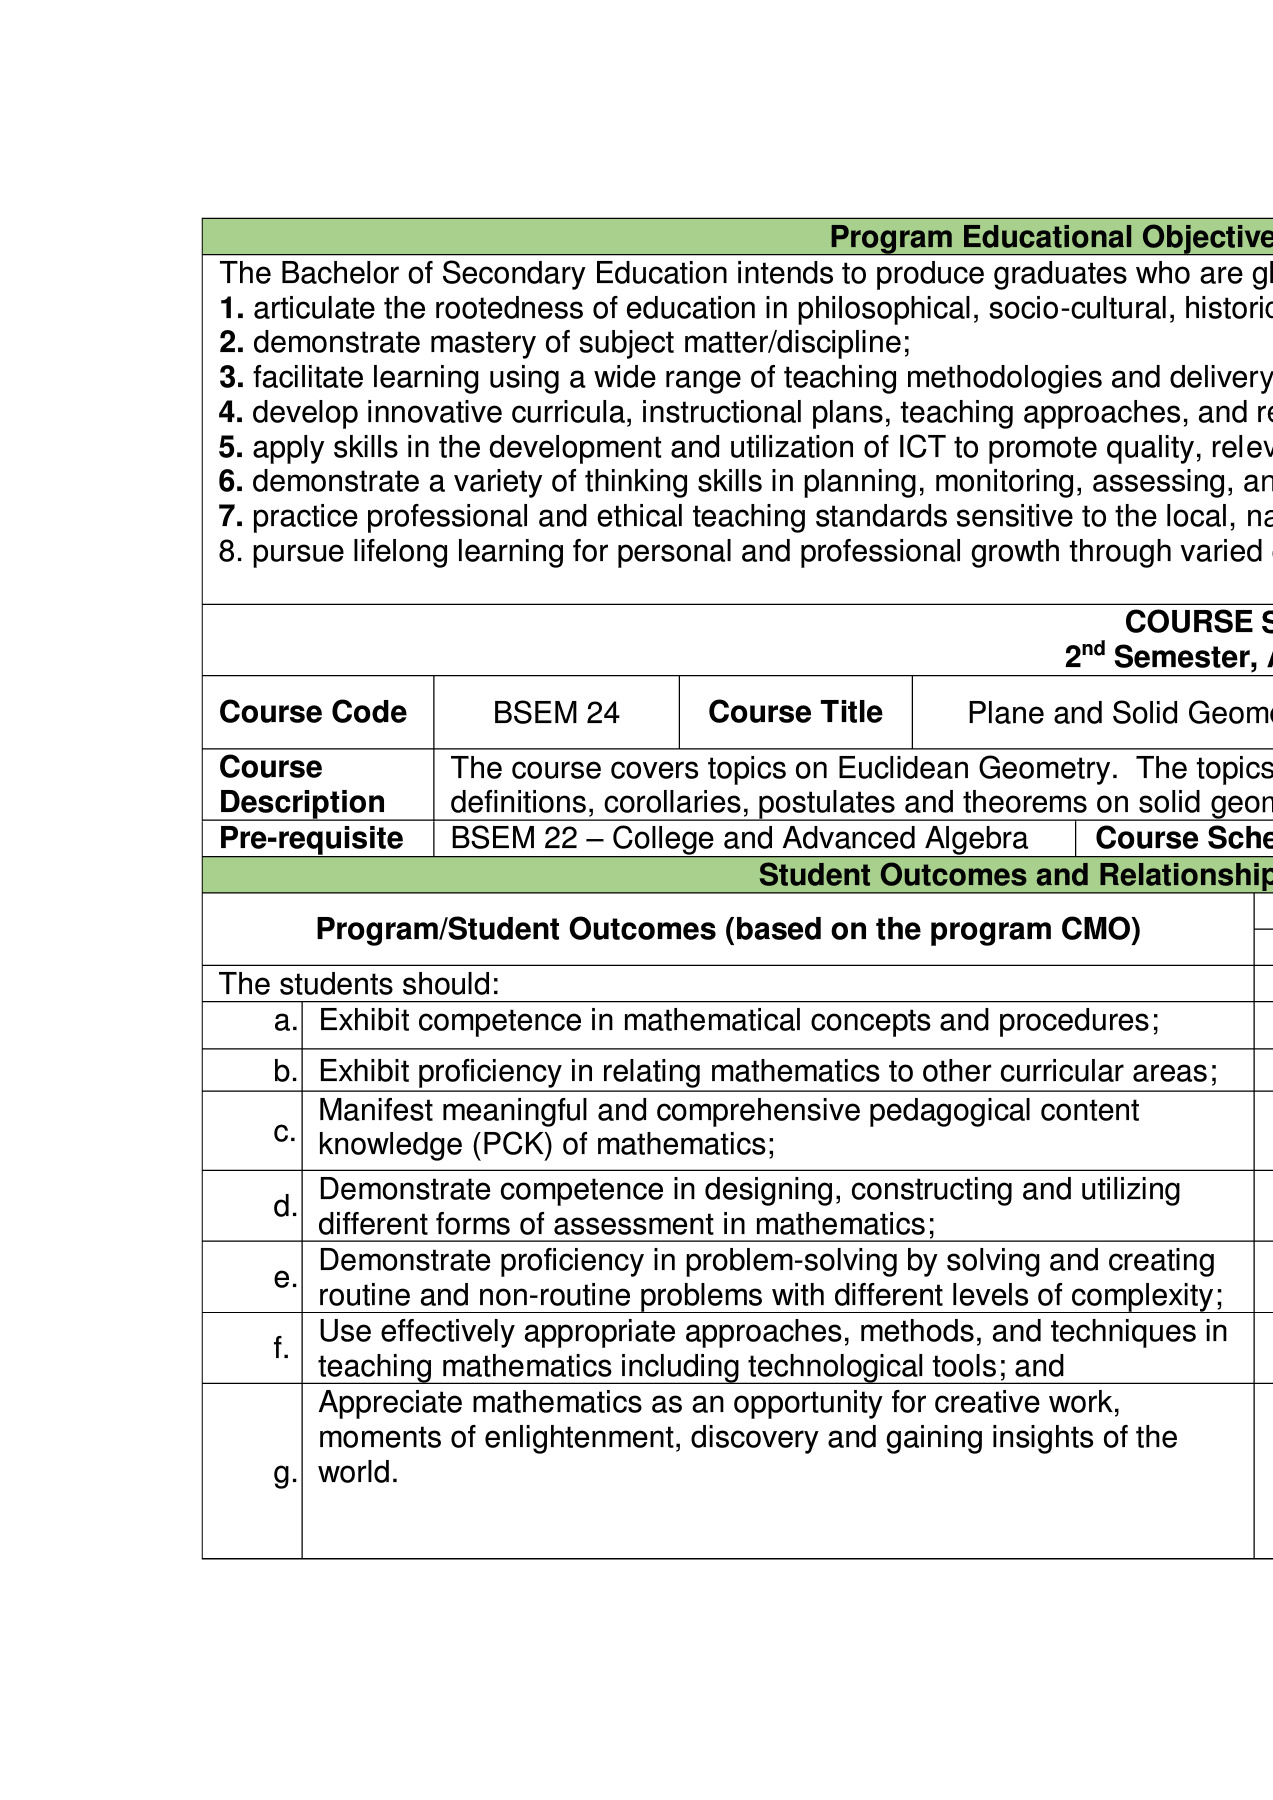 Program Educational Objective
The Bachelor of Secondary Education intends to produce graduates who are
1. articulate the rootedness of education in philosophical, socio-cultural,
2. demonstrate mastery of subject matter/discipline;
3. facilitate learning using a wide range of teaching methodologies and delivery
4. develop innovative curricula, instructional plans, teaching approaches, and
5. apply skills in the development and utilization of ICT to promote quality,
6. demonstrate a variety of thinking skills in planning, monitoring, assessing,
7. practice professional and ethical teaching standards sensitive to the local,
8. pursue lifelong learning for personal and professional growth through varied
COURSE
2nd Semester,
Course Code BSEM 24 Course Title Plane and Solid
Course The course covers topics on Euclidean Geometry. The topics
Description definitions, corollaries, postulates and theorems on solid
Pre-requisite BSEM 22 – College and Advanced Algebra Course
Student Outcomes and Relationship
Program/Student Outcomes (based on the program CMO)
The students should:
a. Exhibit competence in mathematical concepts and procedures;
b. Exhibit proficiency in relating mathematics to other curricular areas;
c. Manifest meaningful and comprehensive pedagogical content
knowledge (PCK) of mathematics;
d. Demonstrate competence in designing, constructing and utilizing
different forms of assessment in mathematics;
e. Demonstrate proficiency in problem-solving by solving and creating
routine and non-routine problems with different levels of complexity;
f. Use effectively appropriate approaches, methods, and techniques in
teaching mathematics including technological tools; and
g. Appreciate mathematics as an opportunity for creative work,
moments of enlightenment, discovery and gaining insights of the
world.